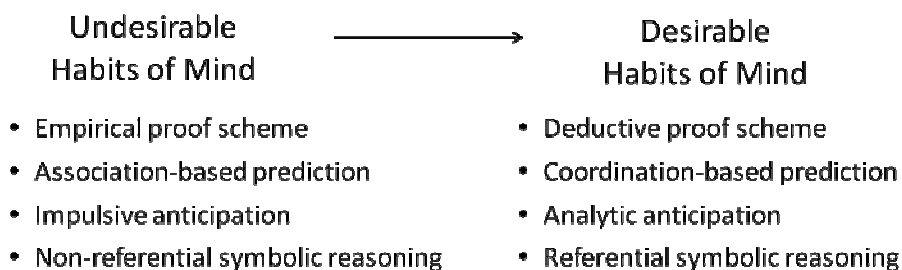 Undesirable
Habits of Mind
• Empirical proof scheme
• Association-based prediction
• Impulsive anticipation
• Non-referential symbolic reasoning
Desirable
Habits of Mind
• Deductive proof scheme
• Coordination-based prediction
• Analytic anticipation
• Referential symbolic reasoning